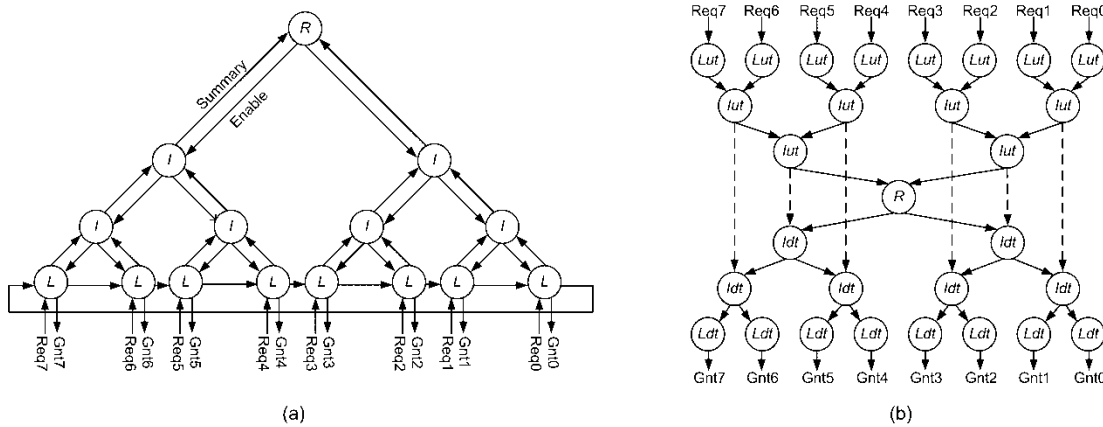 R
Summary
Enable
I I
I I I I
L L L L L L L L
Req7 Gnt7 Req6 Gnt6 Req5 Gnt5 Req4 Gnt4 Req3 Gnt3 Req2 Gnt2 Req1 Gnt1 Req0 Gnt0
(a)
Req7 Req6 Req5 Req4 Req3 Req2 Req1 Req0
Lut Lut Lut Lut Lut Lut Lut Lut
Iut Iut Iut Iut
Iut Iut
R
Idt Idt
Idt Idt Idt Idt
Ldt Ldt Ldt Ldt Ldt Ldt Ldt Ldt
Gnt7 Gnt6 Gnt5 Gnt4 Gnt3 Gnt2 Gnt1 Gnt0
(b)